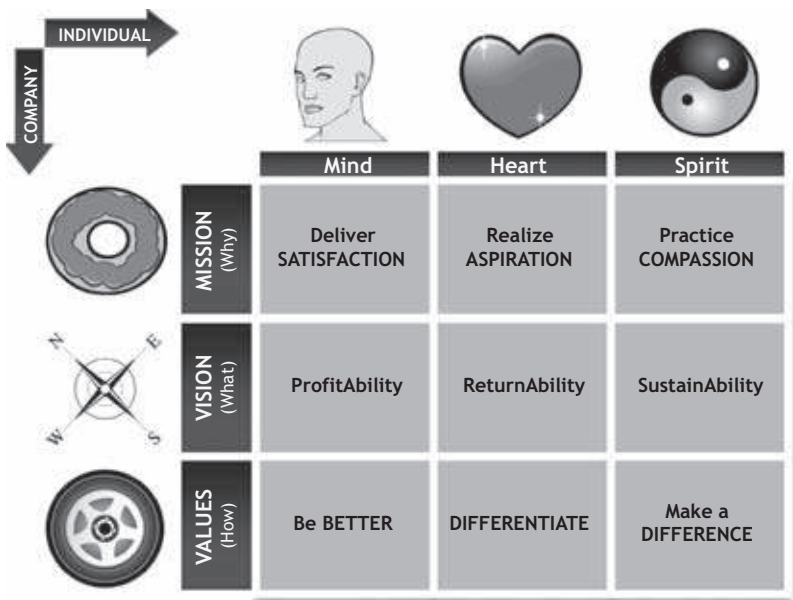 INDIVIDUAL
COMPANY
Mind
Heart
Spirit
MISSION
(Why)
Deliver
SATISFACTION
Realize
ASPIRATION
Practice
COMPASSION
N
E
W
S
VISION
(What)
ProfitAbility
ReturnAbility
SustainAbility
VALUES
(How)
Be BETTER
DIFFERENTIATE
Make a
DIFFERENCE